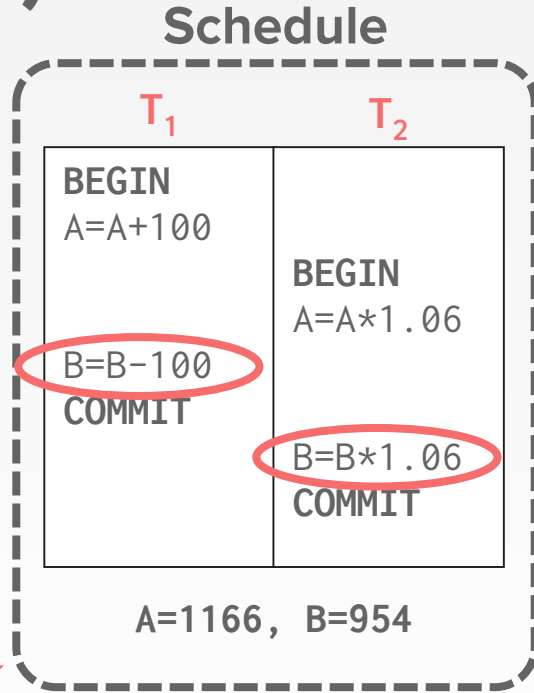 Schedule
T1 T2
BEGIN
A=A+100
BEGIN
A=A*1.06
B=B-100
COMMIT
B=B*1.06
COMMIT
A=1166, B=954